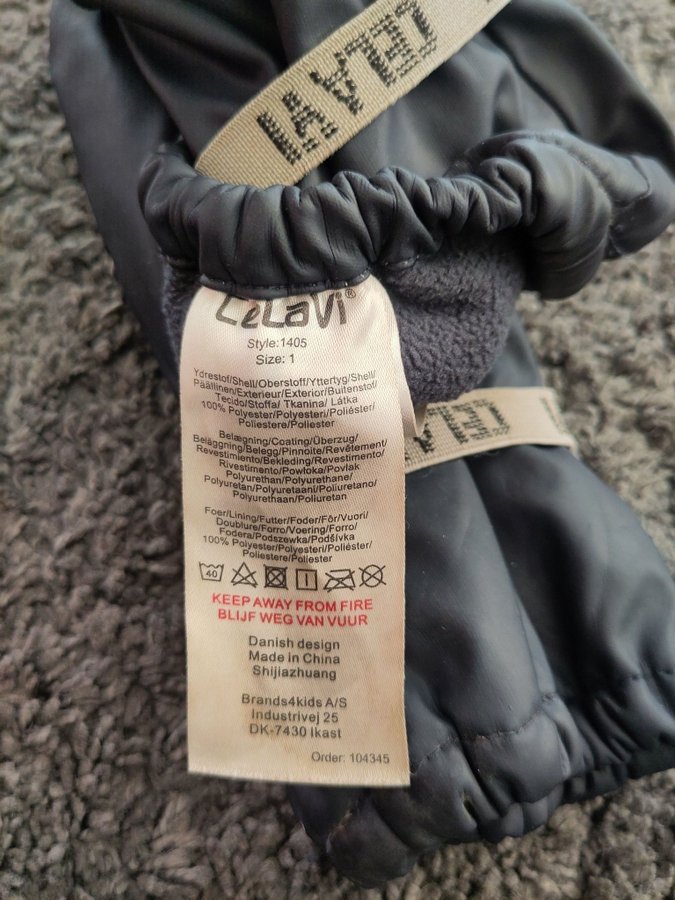 CELAVI
CeLaVi®
Style:1405
Size: 1
Ydrestof/Shell/Oberstoff/Yttertyg/Shell/
Päällinen/Exterieur/Exterior/Buitenstof/
Tecido/Stoffa/ Tkanina/ Látka
100% Polyester/Polyesteri/Poliéster/
Poliestere/Poliester
Belægning/Coating/Überzug/
Beläggning/Belegg/Pinnoite/Revêtement/
Revestimento/Bekleding/Revestimiento/
Rivestimento/Powłoka/Povlak
Polyurethan/Polyurethane/
Polyuretan/Polyuretaani/Poliuretano/
Polyurethaan/Poliuretan
Foer/Lining/Futter/Foder/Fôr/Vuori/
Doublure/Forro/Voering/Forro/
Fodera/Podszewka/Podšívka
100% Polyester/Polyesteri/Poliéster/
Poliestere/Poliester
40
KEEP AWAY FROM FIRE
BLIJF WEG VAN VUUR
Danish design
Made in China
Shijiazhuang
Brands4kids A/S
Industrivej 25
DK-7430 Ikast
Order: 104345